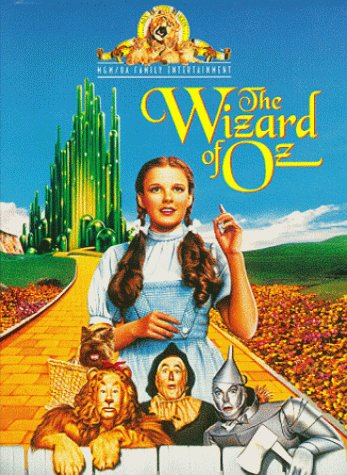 MGM/UA FAMILY ENTERTAINMENT
The
Wizard
of Oz